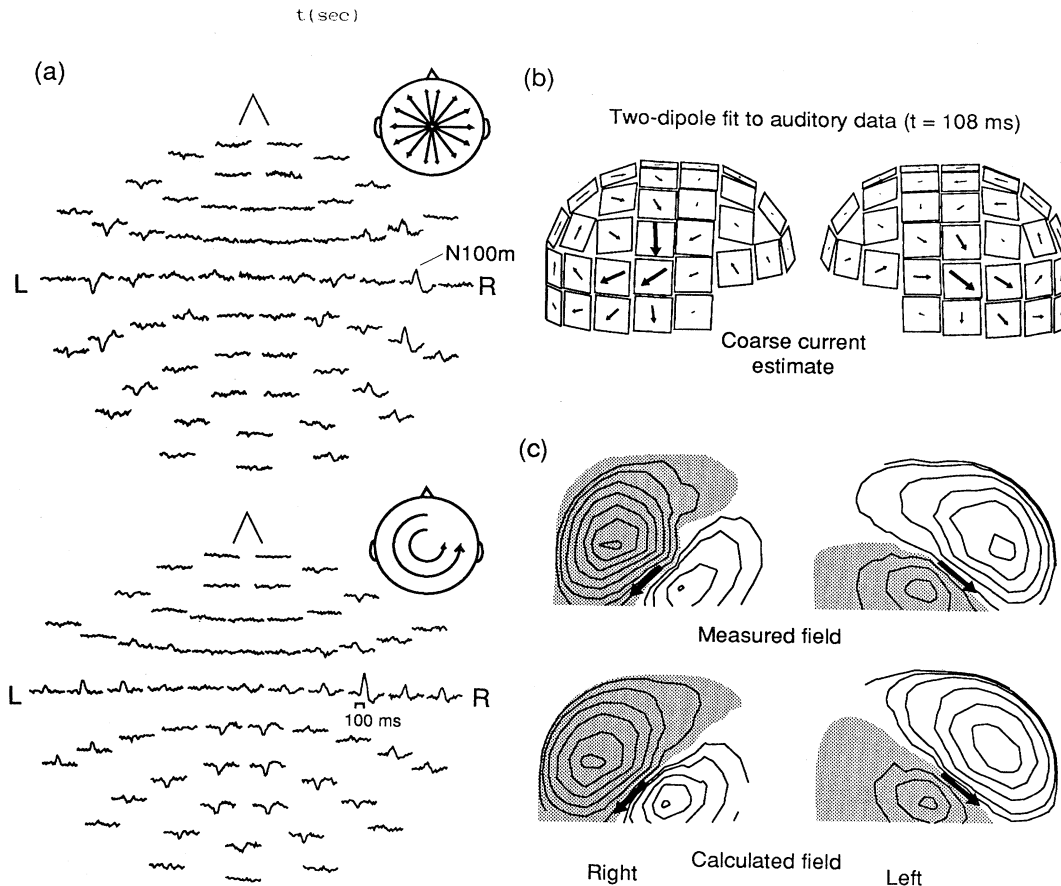 t(sec)
(a)
N100m
L
R
L
R
100 ms
(b)
Two-dipole fit to auditory data (t = 108 ms)
Coarse current
estimate
(c)
Measured field
Calculated field
Right
Left